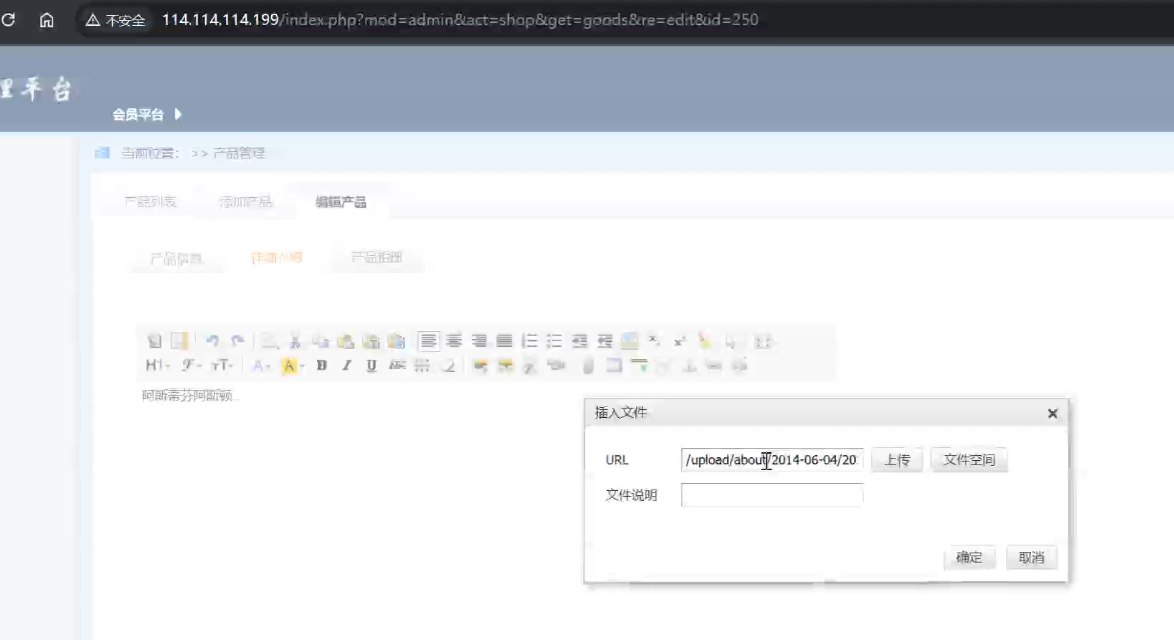 不安全 114.114.114.199/index.php?mod=admin&act=shop&get=goods&re=edit&id=250
理平台
会员平台
当前位置： >> 产品管理
产品列表 添加产品 编辑产品
产品信息 详细介绍 产品相册
阿斯蒂芬阿斯顿
插入文件
URL /upload/about/2014-06-04/20 上传 文件空间
文件说明
确定 取消